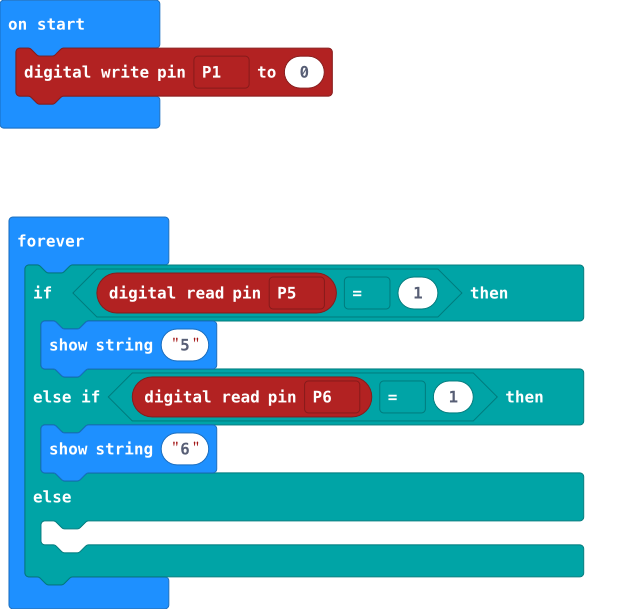 on start
digital write pin P1 to 0
forever
if digital read pin P5 = 1 then
show string "5"
else if digital read pin P6 = 1 then
show string "6"
else